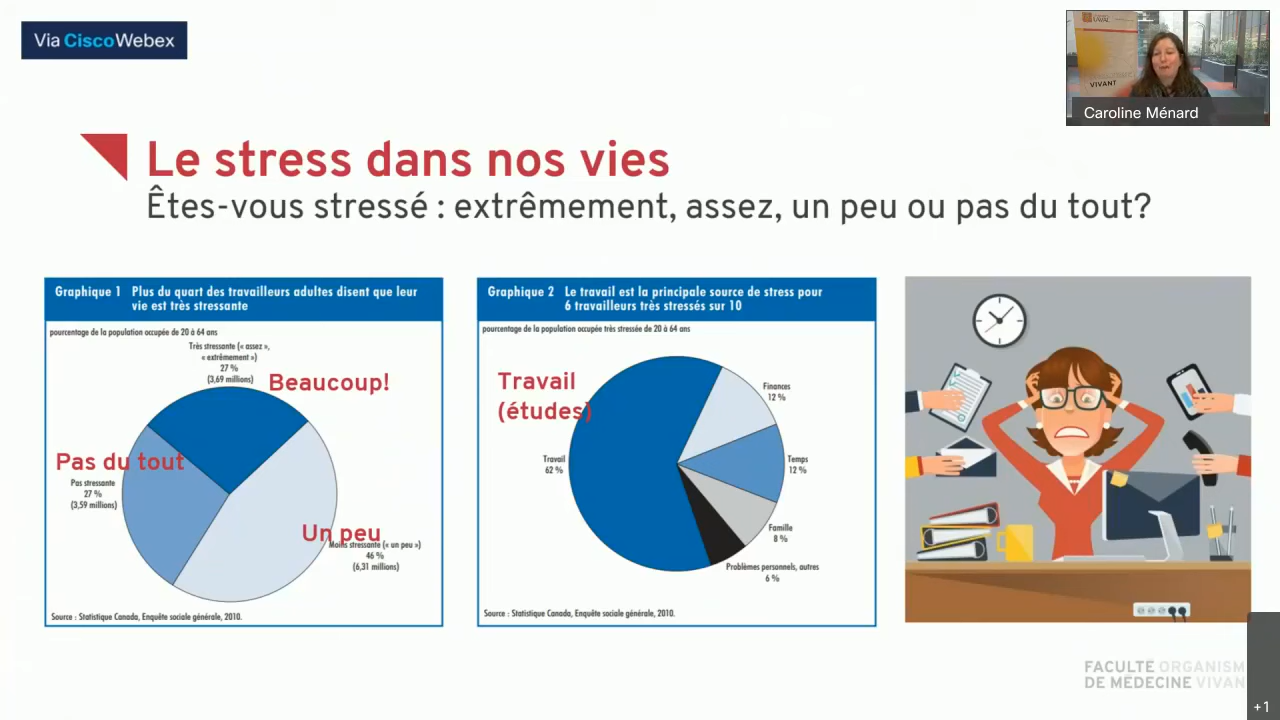 Via Cisco Webex
LAVAL
VIVANT
Caroline Ménard
Le stress dans nos vies
Êtes-vous stressé : extrêmement, assez, un peu ou pas du tout?
Graphique 1 Plus du quart des travailleurs adultes disent que leur
vie est très stressante
pourcentage de la population occupée de 20 à 64 ans
Très stressante (« assez »,
« extrêmement »)
27 %
(3,69 millions)
Beaucoup!
Pas du tout
Pas stressante
27 %
(3,59 millions)
Un peu
Moins stressante (« un peu »)
46 %
(6,31 millions)
Source : Statistique Canada, Enquête sociale générale, 2010.
Graphique 2 Le travail est la principale source de stress pour
6 travailleurs très stressés sur 10
pourcentage de la population occupée très stressée de 20 à 64 ans
Travail
(études)
Finances
12 %
Travail
62 %
Temps
12 %
Famille
8 %
Problèmes personnels, autres
6 %
Source : Statistique Canada, Enquête sociale générale, 2010.
FACULTÉ ORGANISM
DE MÉDECINE VIVAN
+1